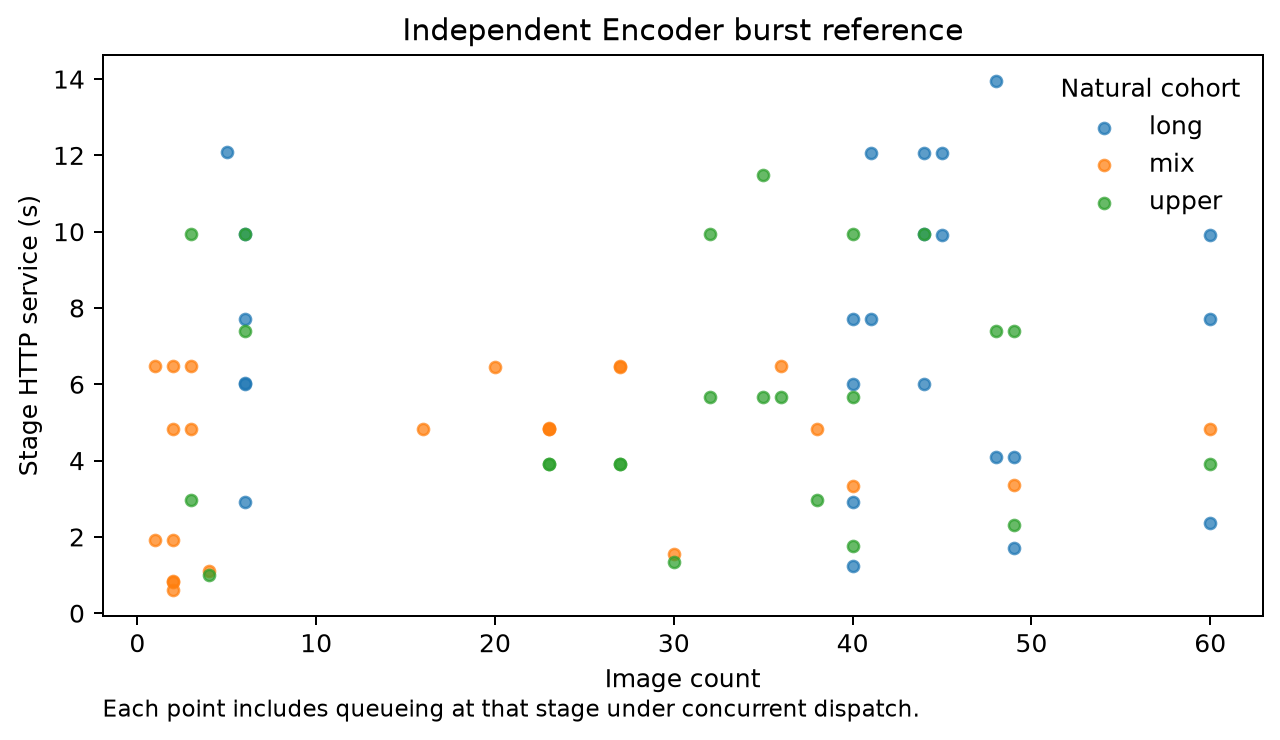 Independent Encoder burst reference
Natural cohort
long
mix
upper
Stage HTTP service (s)
14
12
10
8
6
4
2
0
0 10 20 30 40 50 60
Image count
Each point includes queueing at that stage under concurrent dispatch.